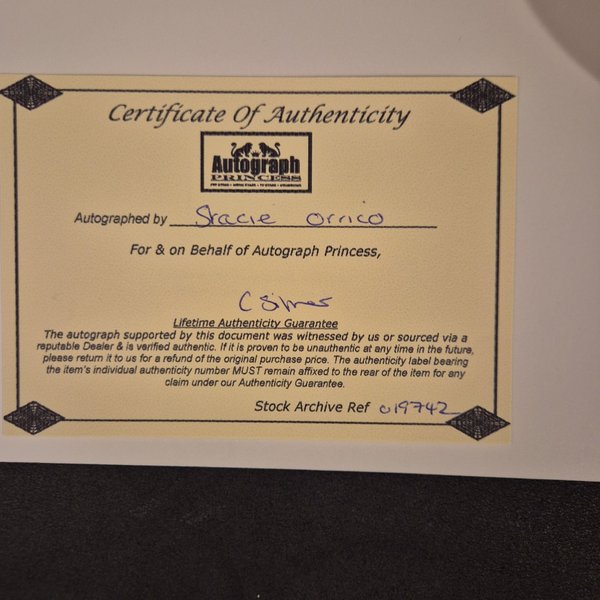 Certificate Of Authenticity
Autograph
PRINCESS
Autographed by Stacie Orrico
For & on Behalf of Autograph Princess,
Lifetime Authenticity Guarantee
The autograph supported by this document was witnessed by us or sourced via a
reputable Dealer & is verified authentic. If it is proven to be unauthentic at any time in the future,
please return it to us for a refund of the original purchase price. The authenticity label bearing
the item's individual authenticity number MUST remain affixed to the rear of the item for any
claim under our Authenticity Guarantee.
Stock Archive Ref 019742